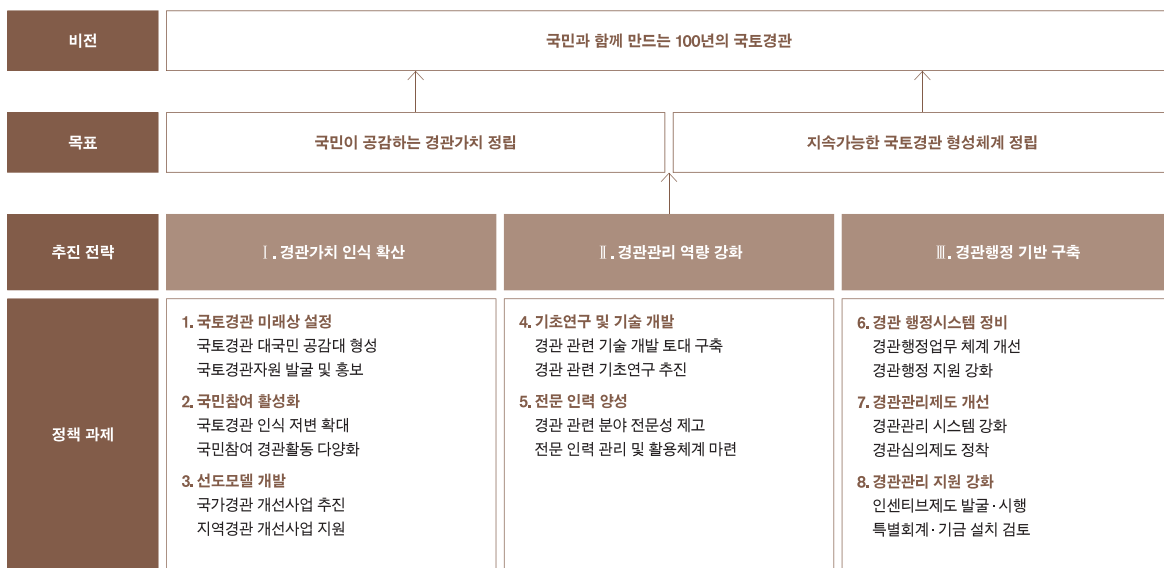 비전
국민과 함께 만드는 100년의 국토경관
목표
국민이 공감하는 경관가치 정립
지속가능한 국토경관 형성체계 정립
추진 전략
Ⅰ. 경관가치 인식 확산
Ⅱ. 경관관리 역량 강화
Ⅲ. 경관행정 기반 구축
정책 과제
1. 국토경관 미래상 설정
국토경관 대국민 공감대 형성
국토경관자원 발굴 및 홍보
2. 국민참여 활성화
국토경관 인식 저변 확대
국민참여 경관활동 다양화
3. 선도모델 개발
국가경관 개선사업 추진
지역경관 개선사업 지원
4. 기초연구 및 기술 개발
경관 관련 기술 개발 토대 구축
경관 관련 기초연구 추진
5. 전문 인력 양성
경관 관련 분야 전문성 제고
전문 인력 관리 및 활용체계 마련
6. 경관 행정시스템 정비
경관행정업무 체계 개선
경관행정 지원 강화
7. 경관관리제도 개선
경관관리 시스템 강화
경관심의제도 정착
8. 경관관리 지원 강화
인센티브제도 발굴·시행
특별회계·기금 설치 검토